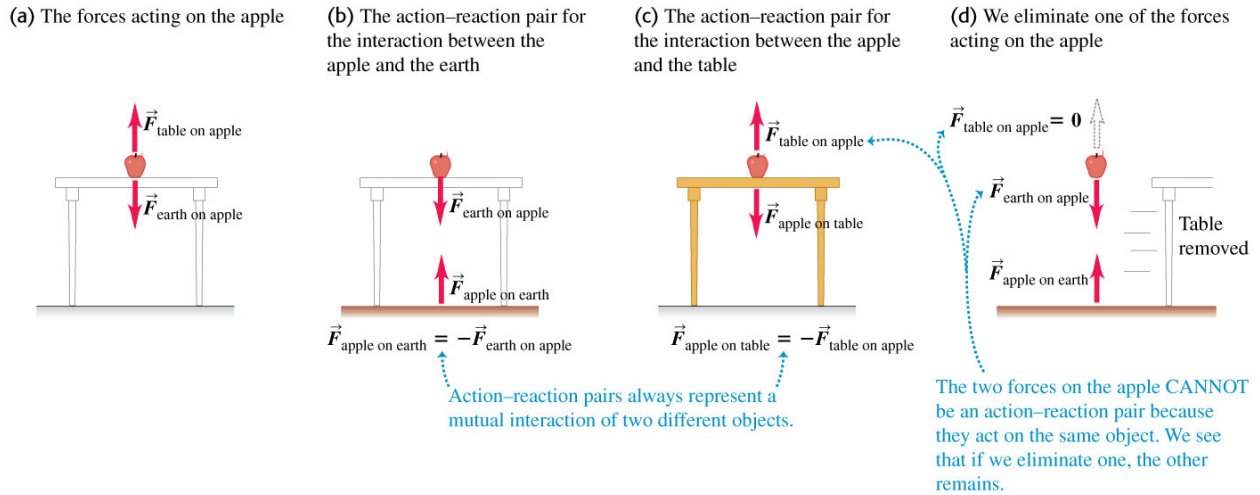 (a) The forces acting on the apple
F⃗ table on apple
F⃗ earth on apple
(b) The action–reaction pair for
the interaction between the
apple and the earth
F⃗ earth on apple
F⃗ apple on earth
F⃗ apple on earth = −F⃗ earth on apple
(c) The action–reaction pair for
the interaction between the apple
and the table
F⃗ table on apple
F⃗ apple on table
F⃗ apple on table = −F⃗ table on apple
Action–reaction pairs always represent a
mutual interaction of two different objects.
(d) We eliminate one of the forces
acting on the apple
F⃗ table on apple = 0
F⃗ earth on apple
Table
removed
F⃗ apple on earth
The two forces on the apple CANNOT
be an action–reaction pair because
they act on the same object. We see
that if we eliminate one, the other
remains.